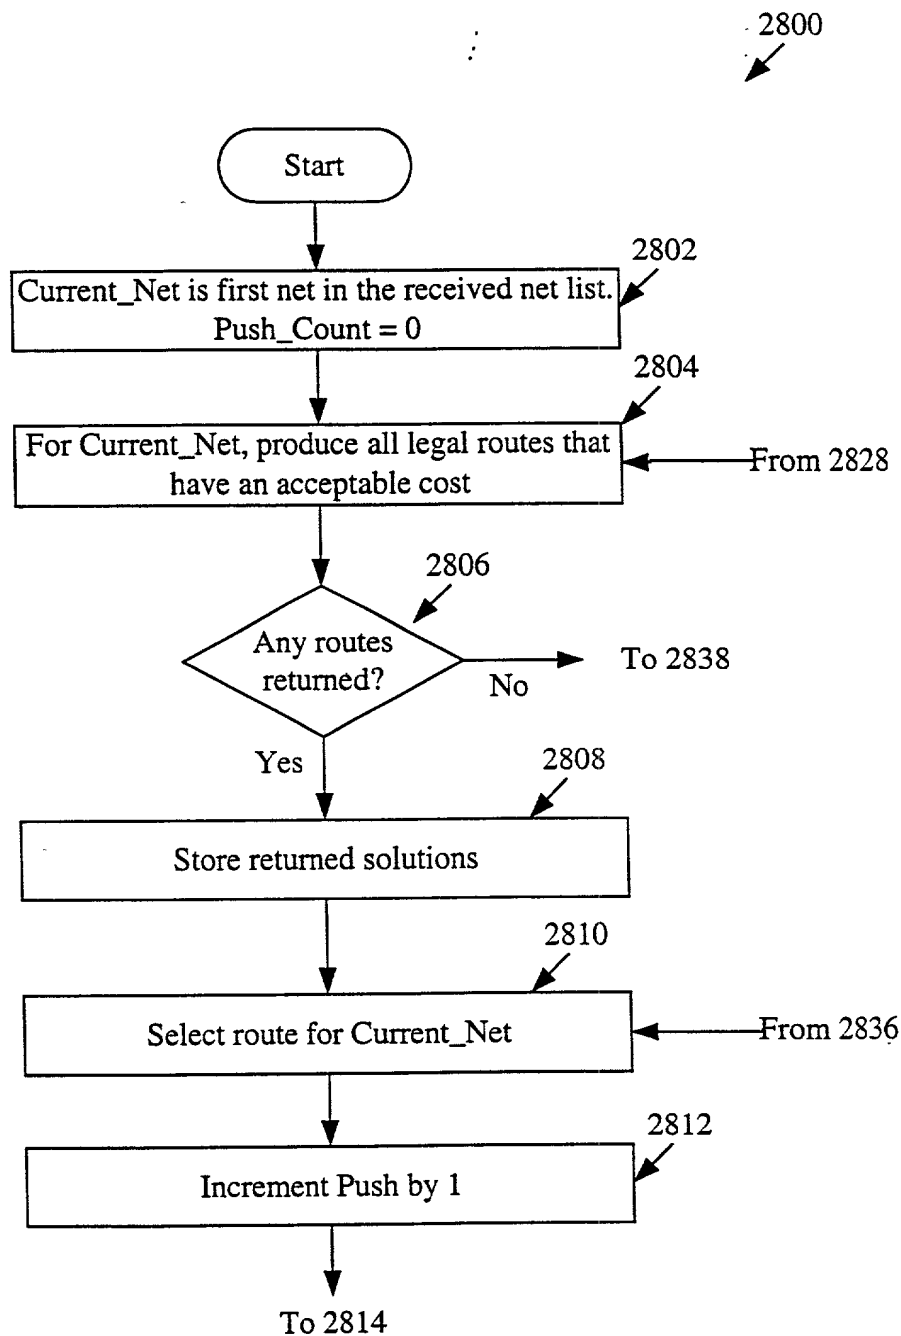 2800
Start
2802
Current_Net is first net in the received net list.
Push_Count = 0
2804
For Current_Net, produce all legal routes that
have an acceptable cost
From 2828
2806
Any routes
returned?
To 2838
No
Yes
2808
Store returned solutions
2810
Select route for Current_Net
From 2836
2812
Increment Push by 1
To 2814